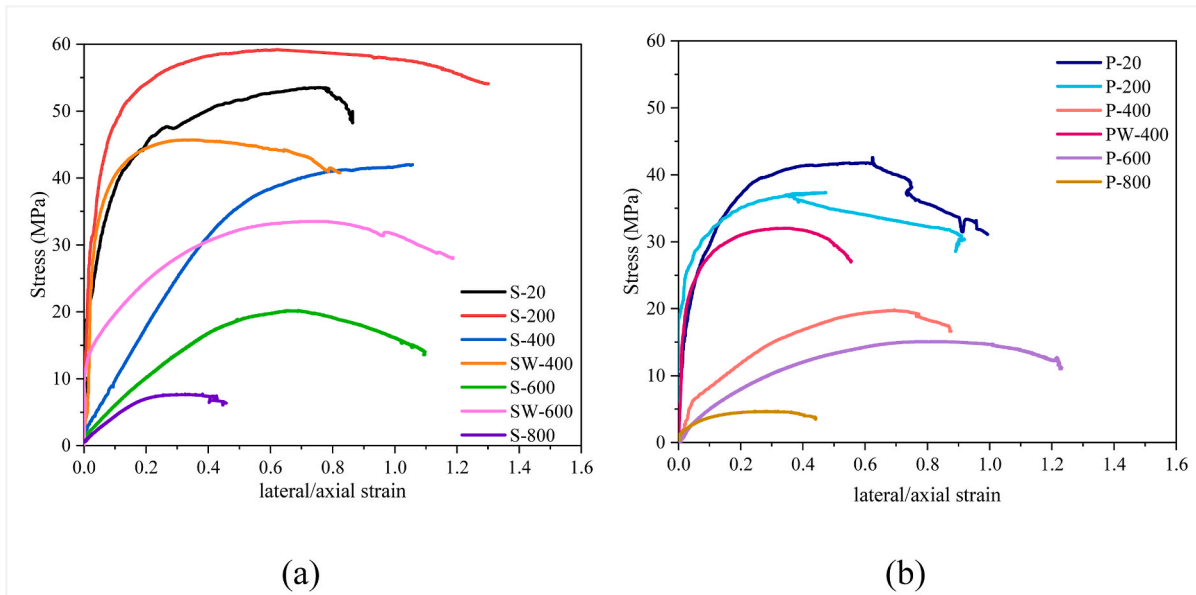 60
50
40
30
20
10
0
Stress (MPa)
S-20
S-200
S-400
SW-400
S-600
SW-600
S-800
0.0 0.2 0.4 0.6 0.8 1.0 1.2 1.4 1.6
lateral/axial strain
(a)
60
50
40
30
20
10
0
Stress (MPa)
P-20
P-200
P-400
PW-400
P-600
P-800
0.0 0.2 0.4 0.6 0.8 1.0 1.2 1.4 1.6
lateral/axial strain
(b)